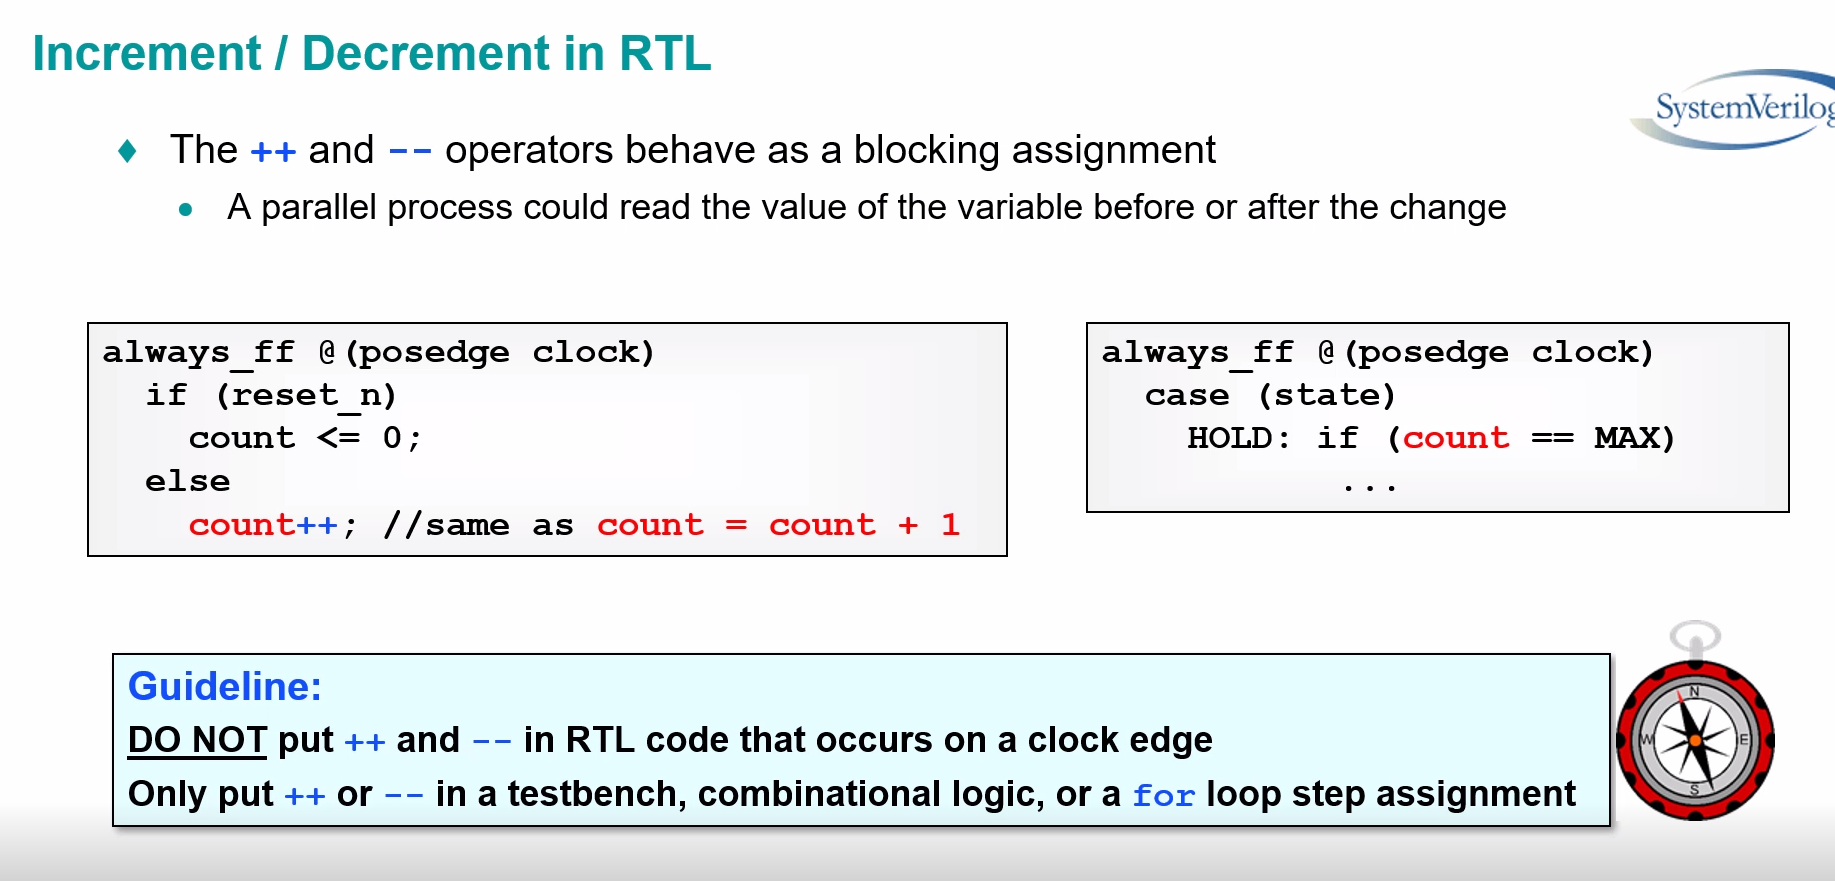 Increment / Decrement in RTL
SystemVerilog
The ++ and -- operators behave as a blocking assignment
A parallel process could read the value of the variable before or after the change
always_ff @(posedge clock)
if (reset_n)
count <= 0;
else
count++; //same as count = count + 1
always_ff @(posedge clock)
case (state)
HOLD: if (count == MAX)
...
Guideline:
DO NOT put ++ and -- in RTL code that occurs on a clock edge
Only put ++ or -- in a testbench, combinational logic, or a for loop step assignment
N
W E
S